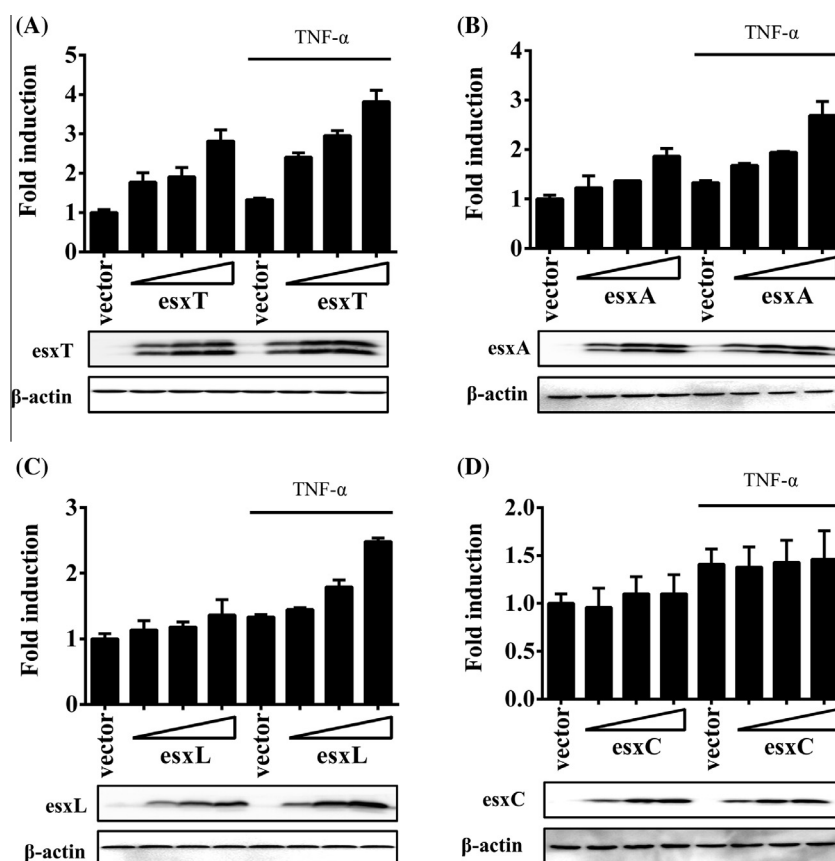 (A)
TNF-α
Fold induction
5
4
3
2
1
0
vector
esxT
vector
esxT
esxT
β-actin
(B)
TNF-α
Fold induction
4
3
2
1
0
vector
esxA
vector
esxA
esxA
β-actin
(C)
TNF-α
Fold induction
3
2
1
0
vector
esxL
vector
esxL
esxL
β-actin
(D)
TNF-α
Fold induction
2.0
1.5
1.0
0.5
0.0
vector
esxC
vector
esxC
esxC
β-actin